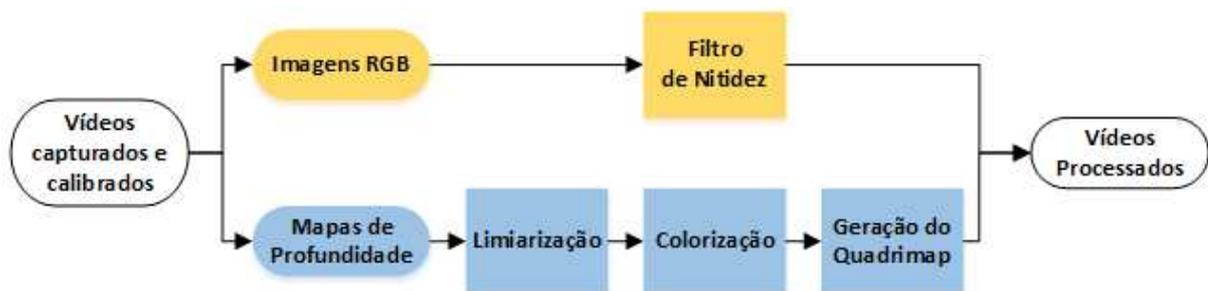 Imagens RGB
Filtro
de Nitidez
Vídeos
capturados e
calibrados
Vídeos
Processados
Mapas de
Profundidade
Limiarização
Colorização
Geração do
Quadrimap